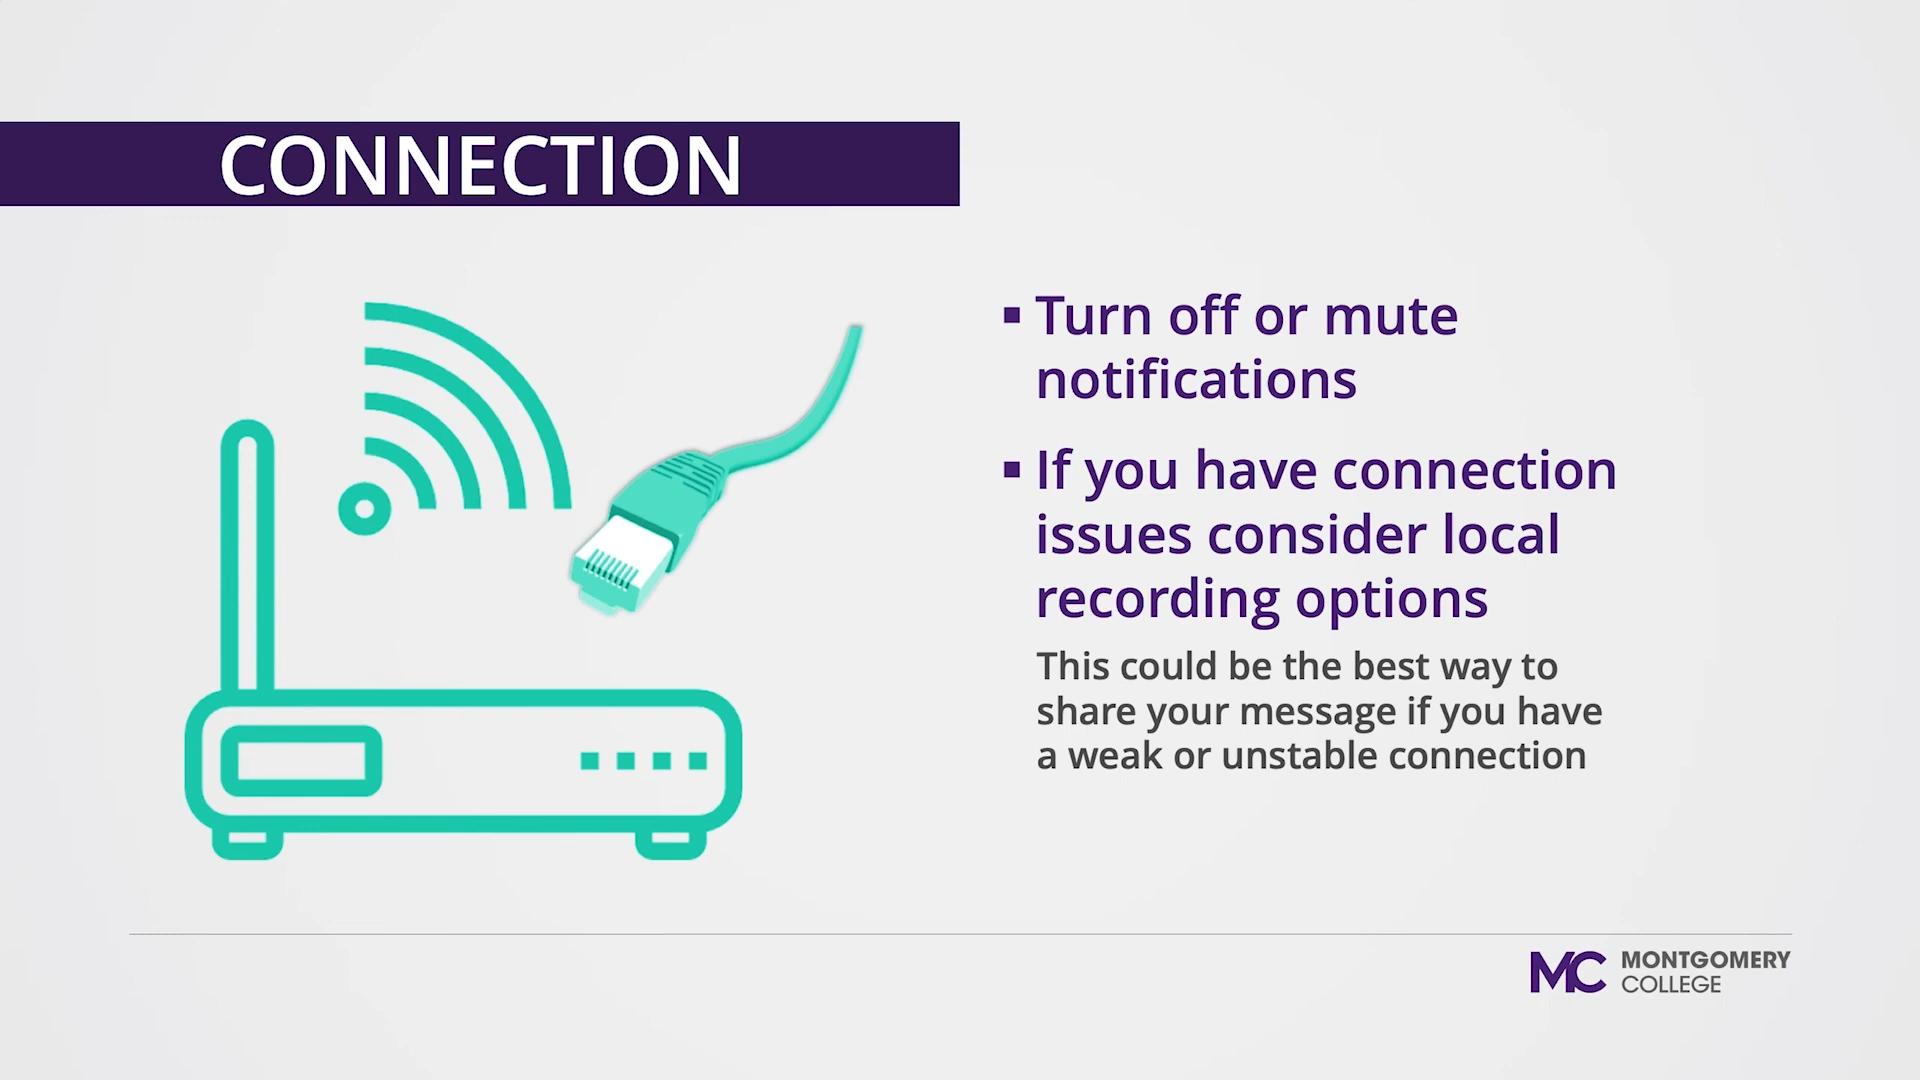 CONNECTION
▪ Turn off or mute
notifications
▪ If you have connection
issues consider local
recording options
This could be the best way to
share your message if you have
a weak or unstable connection
MC MONTGOMERY
COLLEGE